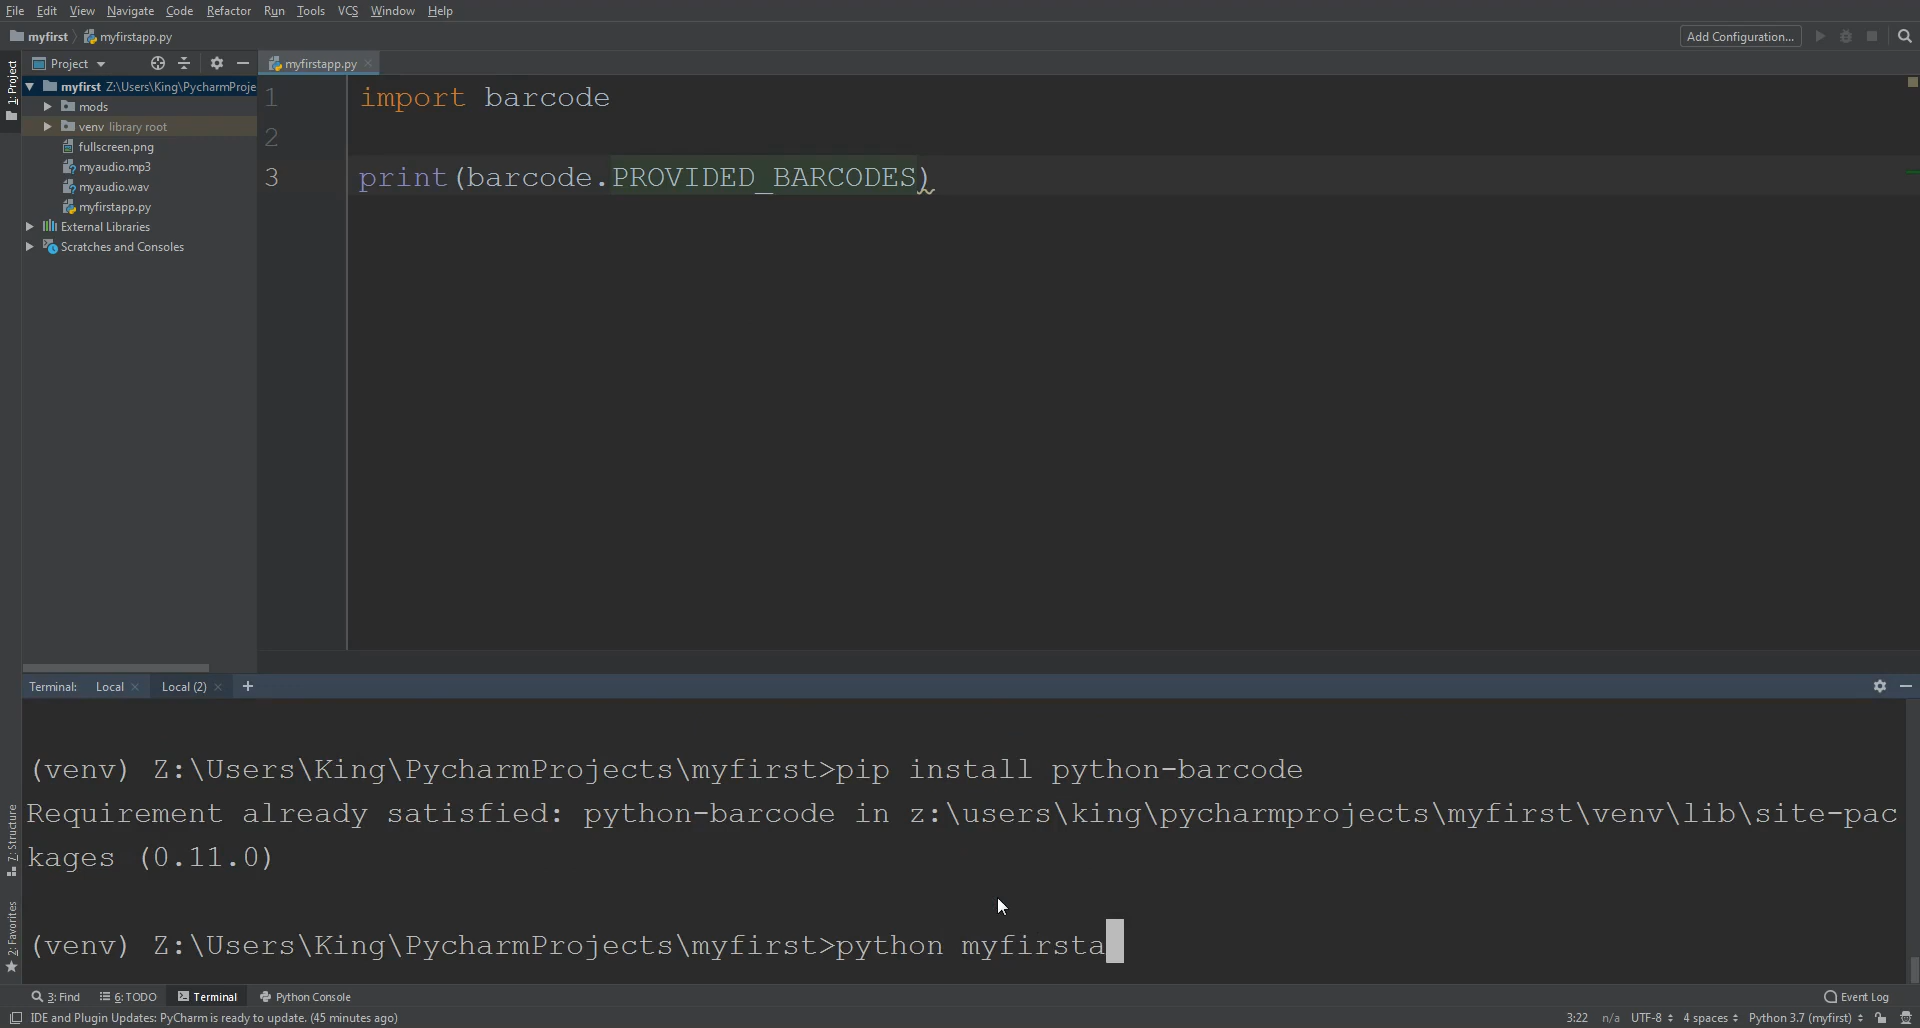 File Edit View Navigate Code Refactor Run Tools VCS Window Help
myfirst myfirstapp.py Add Configuration...
1: Project
Project
myfirstapp.py
myfirst Z:\Users\King\PycharmProje
mods
venv library root
fullscreen.png
myaudio.mp3
myaudio.wav
myfirstapp.py
External Libraries
Scratches and Consoles
1 import barcode
2
3 print(barcode.PROVIDED_BARCODES)
Terminal: Local Local (2) +
(venv) Z:\Users\King\PycharmProjects\myfirst>pip install python-barcode
Requirement already satisfied: python-barcode in z:\users\king\pycharmprojects\myfirst\venv\lib\site-pac
kages (0.11.0)
(venv) Z:\Users\King\PycharmProjects\myfirst>python myfirsta
Z: Structure
2: Favorites
3: Find 6: TODO Terminal Python Console Event Log
IDE and Plugin Updates: PyCharm is ready to update. (45 minutes ago) 3:22 n/a UTF-8 4 spaces Python 3.7 (myfirst)